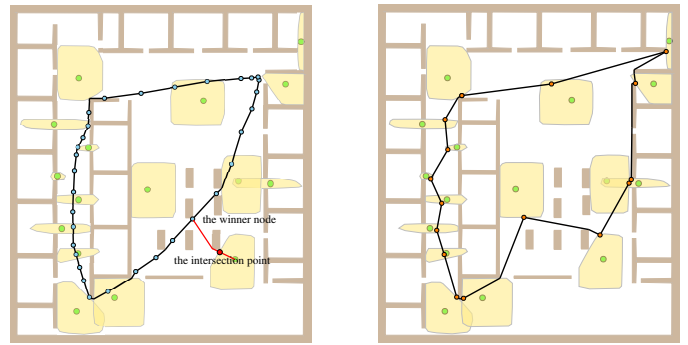 the winner node
the intersection point